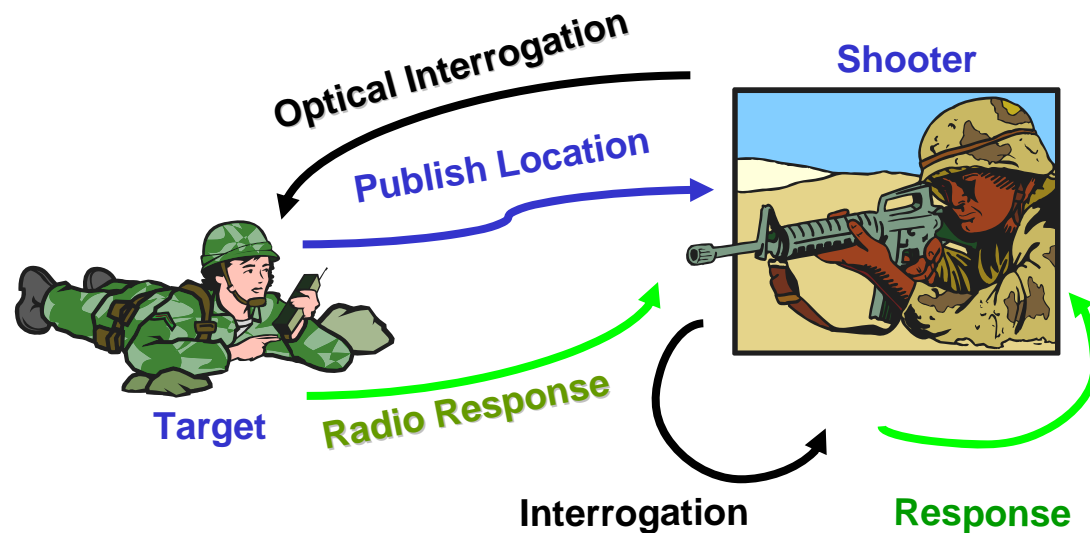 Optical Interrogation
Shooter
Publish Location
Target
Radio Response
Interrogation
Response